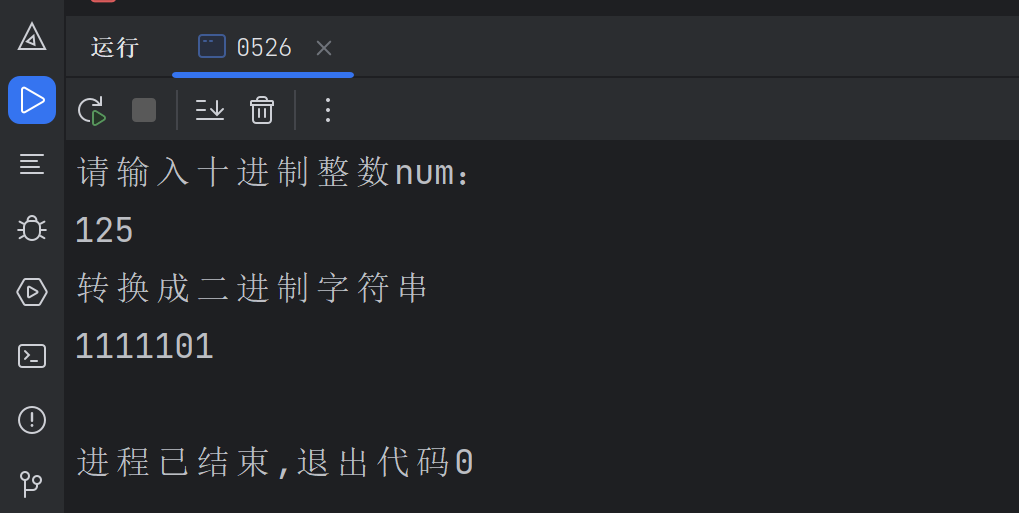 运行 0526
请输入十进制整数num:
125
转换成二进制字符串
1111101
进程已结束,退出代码0